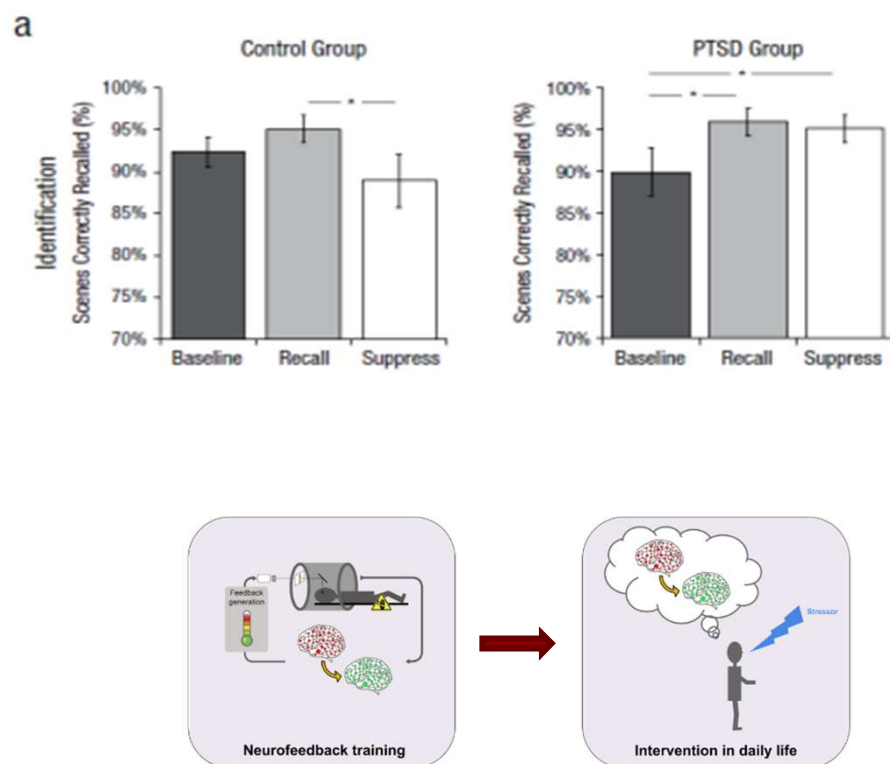 a
Control Group
Identification
Scenes Correctly Recalled (%)
100%
95%
90%
85%
80%
75%
70%
*
Baseline
Recall
Suppress
PTSD Group
Scenes Correctly Recalled (%)
100%
95%
90%
85%
80%
75%
70%
*
*
Baseline
Recall
Suppress
Feedback
generation
Neurofeedback training
Stressor
Intervention in daily life